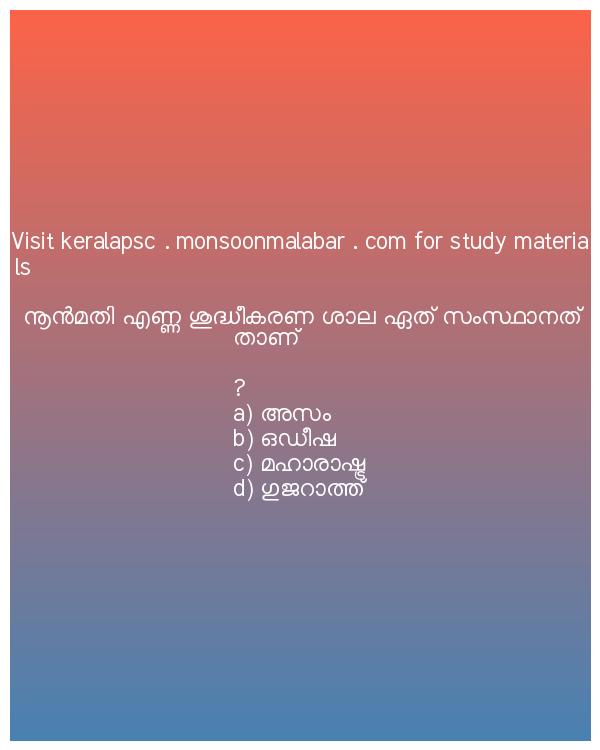 Visit keralapsc . monsoonmalabar . com for study materia
ls
നൂൻമതി എണ്ണ ശുദ്ധീകരണ ശാല ഏത് സംസ്ഥാനത്
താണ്
?
a) അസം
b) ഒഡീഷ
c) മഹാരാഷ്ട്ര
d) ഗുജറാത്ത്